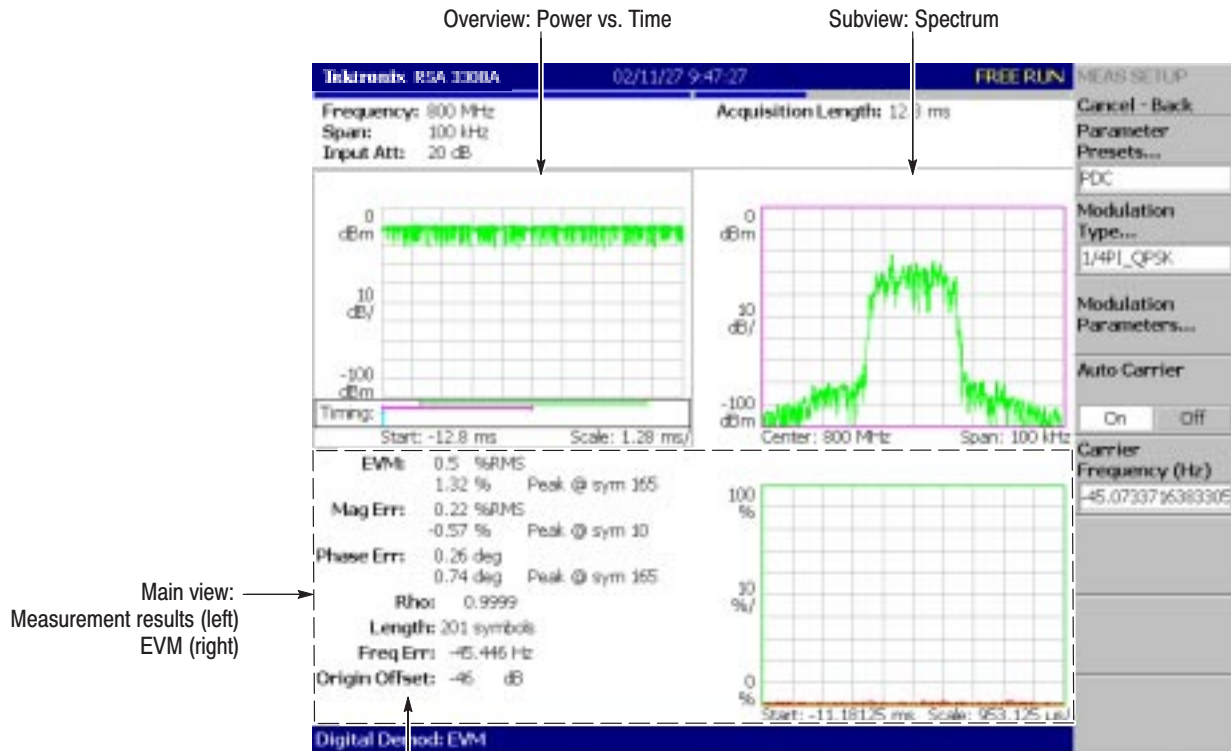 Overview: Power vs. Time
Subview: Spectrum
Tektronix RSA 3308A 02/11/27 9:47:27 FREE RUN
MEAS SETUP
Frequency: 800 MHz
Span: 100 kHz
Input Att: 20 dB
Acquisition Length: 12.8 ms
Cancel - Back
Parameter
Presets...
PDC
Modulation
Type...
1/4PI_QPSK
Modulation
Parameters...
Auto Carrier
On Off
Carrier
Frequency (Hz)
-45.0733716383305
0
dBm
10
dB/
-100
dBm
Timing:
Start: -12.8 ms Scale: 1.28 ms/
0
dBm
10
dB/
-100
dBm
Center: 800 MHz Span: 100 kHz
Main view:
Measurement results (left)
EVM (right)
EVM: 0.5 %RMS
1.32 % Peak @ sym 165
Mag Err: 0.22 %RMS
-0.57 % Peak @ sym 10
Phase Err: 0.26 deg
0.74 deg Peak @ sym 165
Rho: 0.9999
Length: 201 symbols
Freq Err: -45.446 Hz
Origin Offset: -46 dB
100
%
10
%/
0
%
Start: -11.18125 ms Scale: 953.125 us/
Digital Demod: EVM